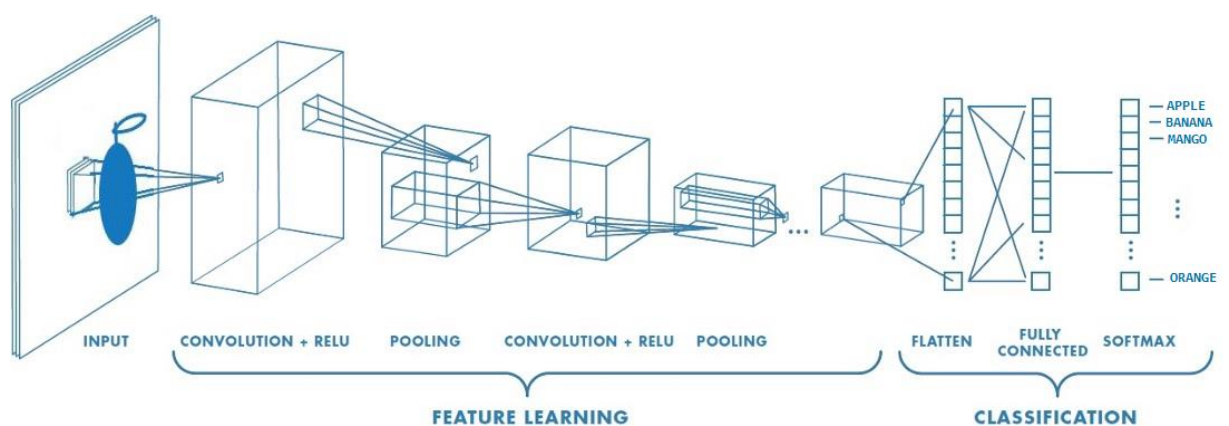 APPLE
BANANA
MANGO
ORANGE
INPUT
CONVOLUTION + RELU
POOLING
CONVOLUTION + RELU
POOLING
FLATTEN
FULLY
CONNECTED
SOFTMAX
FEATURE LEARNING
CLASSIFICATION